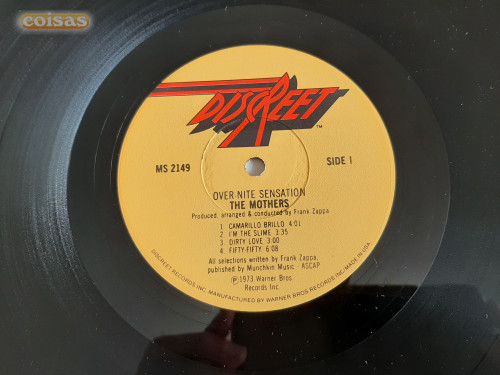 coisas
DISCREET
TM
MS 2149
SIDE 1
OVER-NITE SENSATION
THE MOTHERS
Produced, arranged & conducted by Frank Zappa
1 CAMARILLO BRILLO 4:01
2 I'M THE SLIME 3:35
3 DIRTY LOVE 3:00
4 FIFTY-FIFTY 6:08
All selections written by Frank Zappa,
published by Munchkin Music ASCAP
℗ 1973 Warner Bros.
Records Inc.
DISCREET RECORDS INC. MANUFACTURED BY WARNER BROS. RECORDS INC. MADE IN U.S.A.